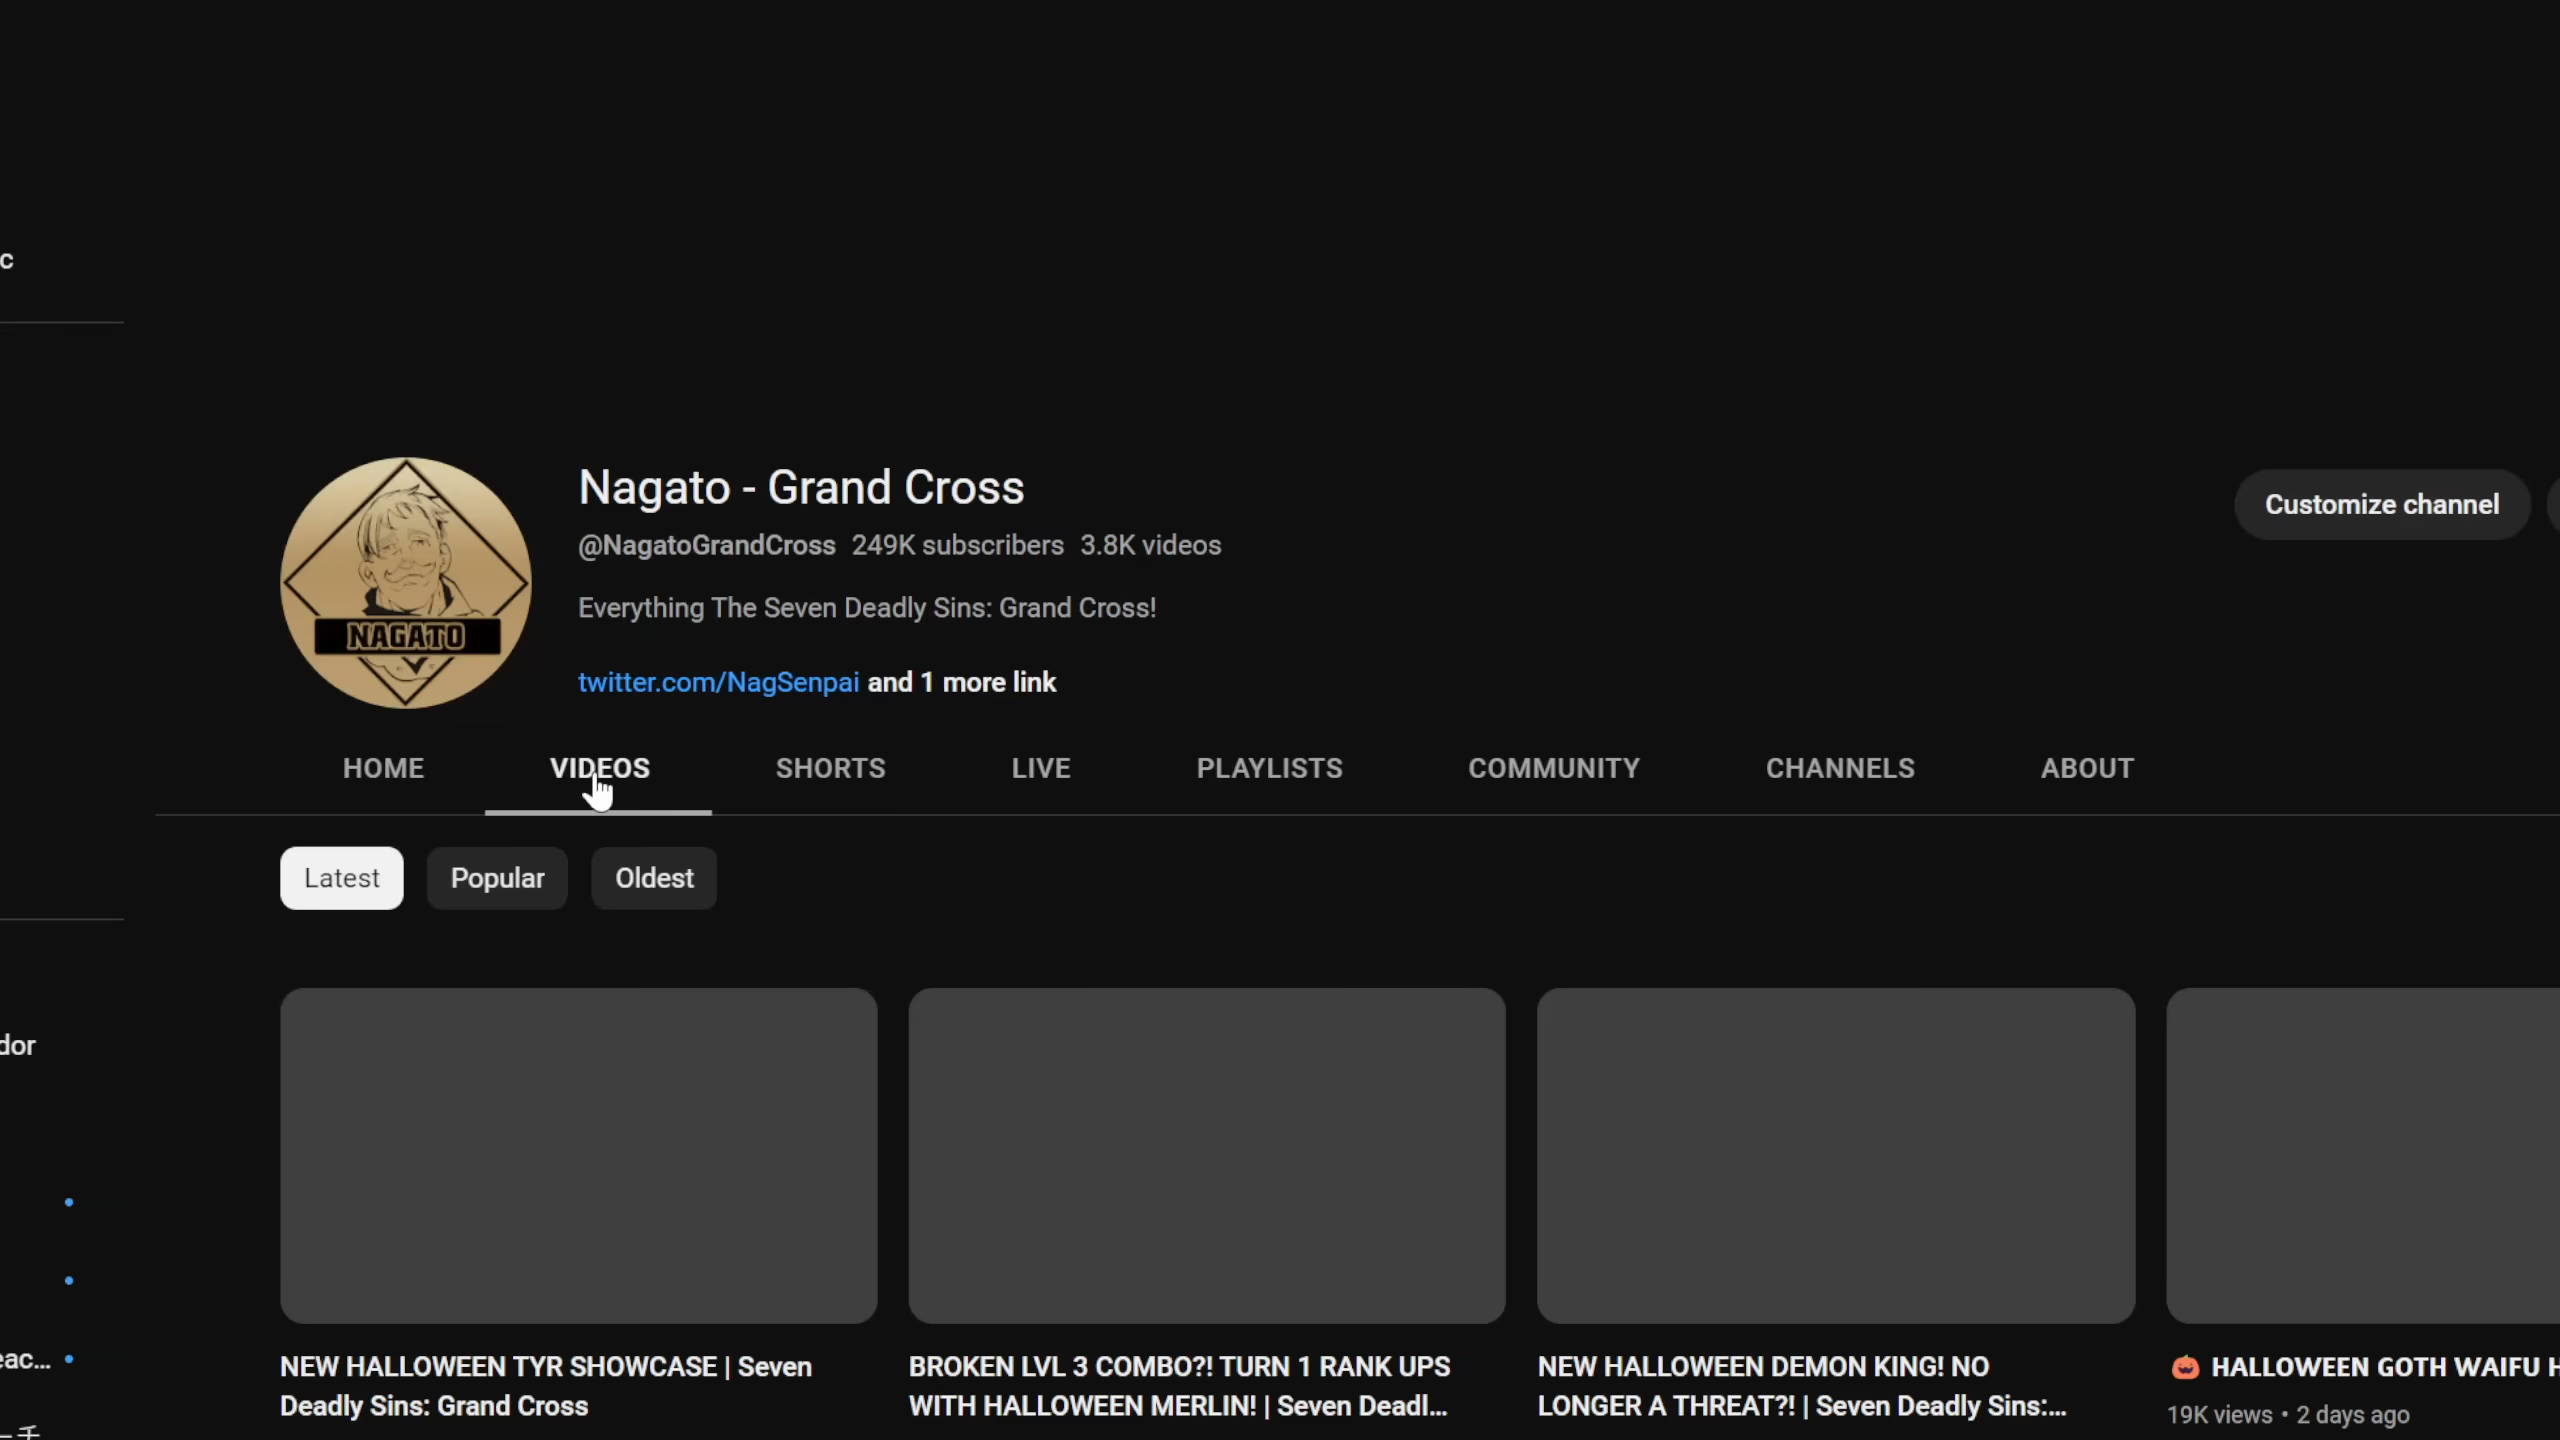 c
Nagato - Grand Cross
Customize channel
@NagatoGrandCross 249K subscribers 3.8K videos
Everything The Seven Deadly Sins: Grand Cross!
NAGATO
twitter.com/NagSenpai and 1 more link
HOME VIDEOS SHORTS LIVE PLAYLISTS COMMUNITY CHANNELS ABOUT
Latest Popular Oldest
dor
eac...
NEW HALLOWEEN TYR SHOWCASE | Seven
Deadly Sins: Grand Cross
BROKEN LVL 3 COMBO?! TURN 1 RANK UPS
WITH HALLOWEEN MERLIN! | Seven Deadl...
NEW HALLOWEEN DEMON KING! NO
LONGER A THREAT?! | Seven Deadly Sins:...
🎃 HALLOWEEN GOTH WAIFU H
19K views • 2 days ago